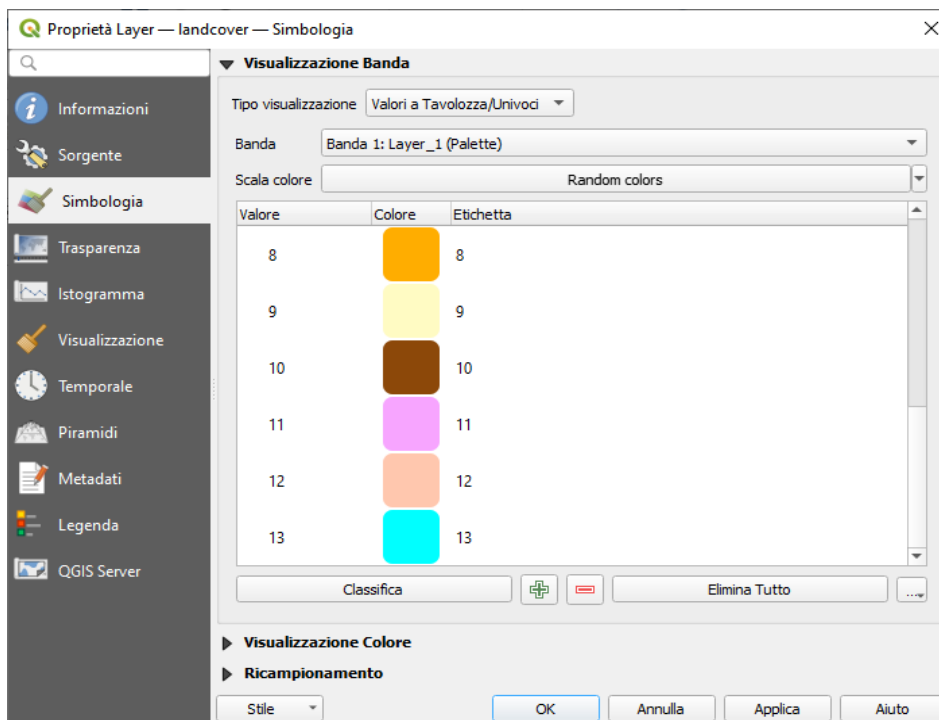 Proprietà Layer — landcover — Simbologia
Informazioni
Sorgente
Simbologia
Trasparenza
Istogramma
Visualizzazione
Temporale
Piramidi
Metadati
Legenda
QGIS Server
Visualizzazione Banda
Tipo visualizzazione Valori a Tavolozza/Univoci
Banda Banda 1: Layer_1 (Palette)
Scala colore Random colors
Valore Colore Etichetta
8 8
9 9
10 10
11 11
12 12
13 13
Classifica Elimina Tutto ...
Visualizzazione Colore
Ricampionamento
Stile OK Annulla Applica Aiuto